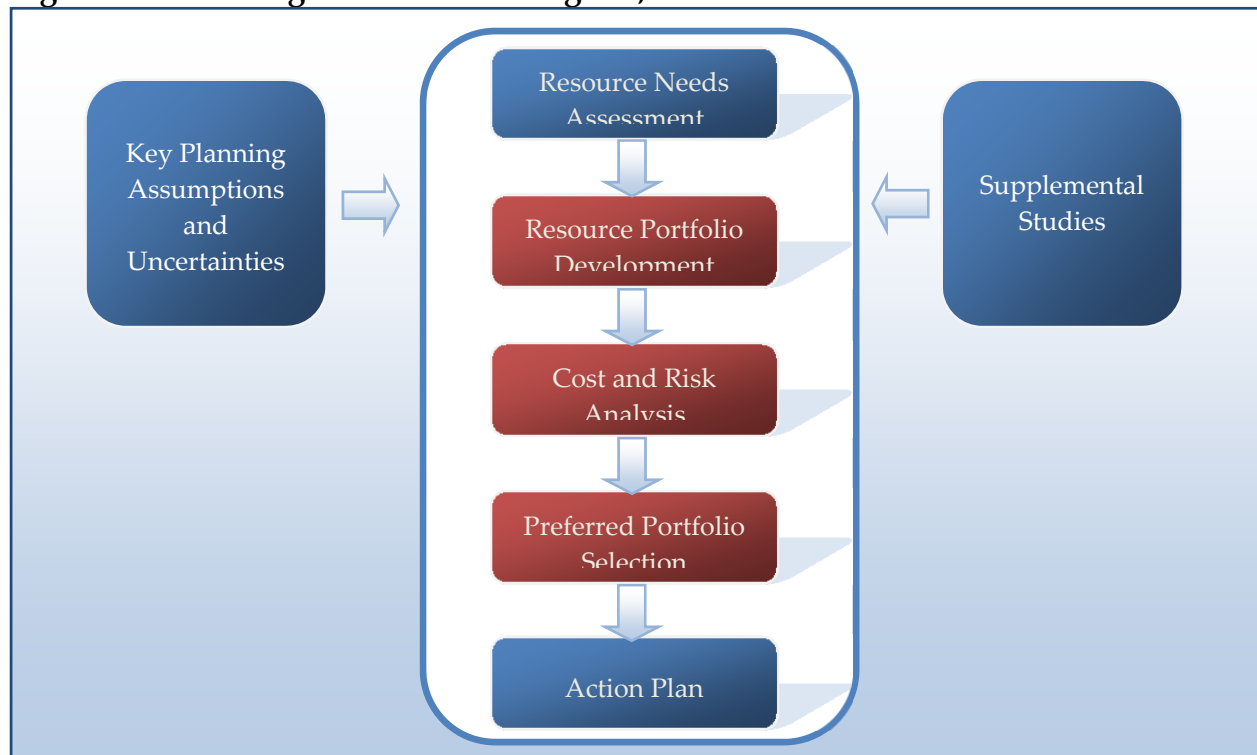 Key Planning
Assumptions
and
Uncertainties
Resource Needs
Assessment
Resource Portfolio
Development
Cost and Risk
Analysis
Preferred Portfolio
Selection
Action Plan
Supplemental
Studies